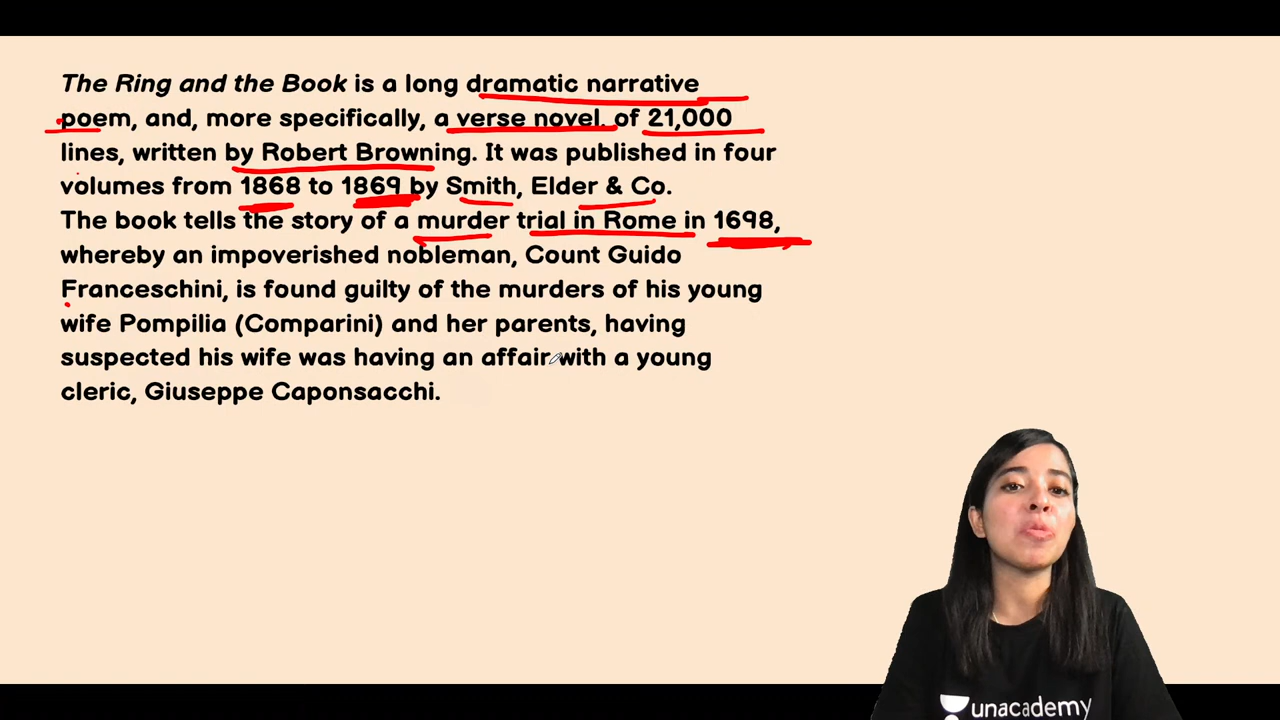 The Ring and the Book is a long dramatic narrative
poem, and, more specifically, a verse novel, of 21,000
lines, written by Robert Browning. It was published in four
volumes from 1868 to 1869 by Smith, Elder & Co.
The book tells the story of a murder trial in Rome in 1698,
whereby an impoverished nobleman, Count Guido
Franceschini, is found guilty of the murders of his young
wife Pompilia (Comparini) and her parents, having
suspected his wife was having an affair with a young
cleric, Giuseppe Caponsacchi.
unacademy